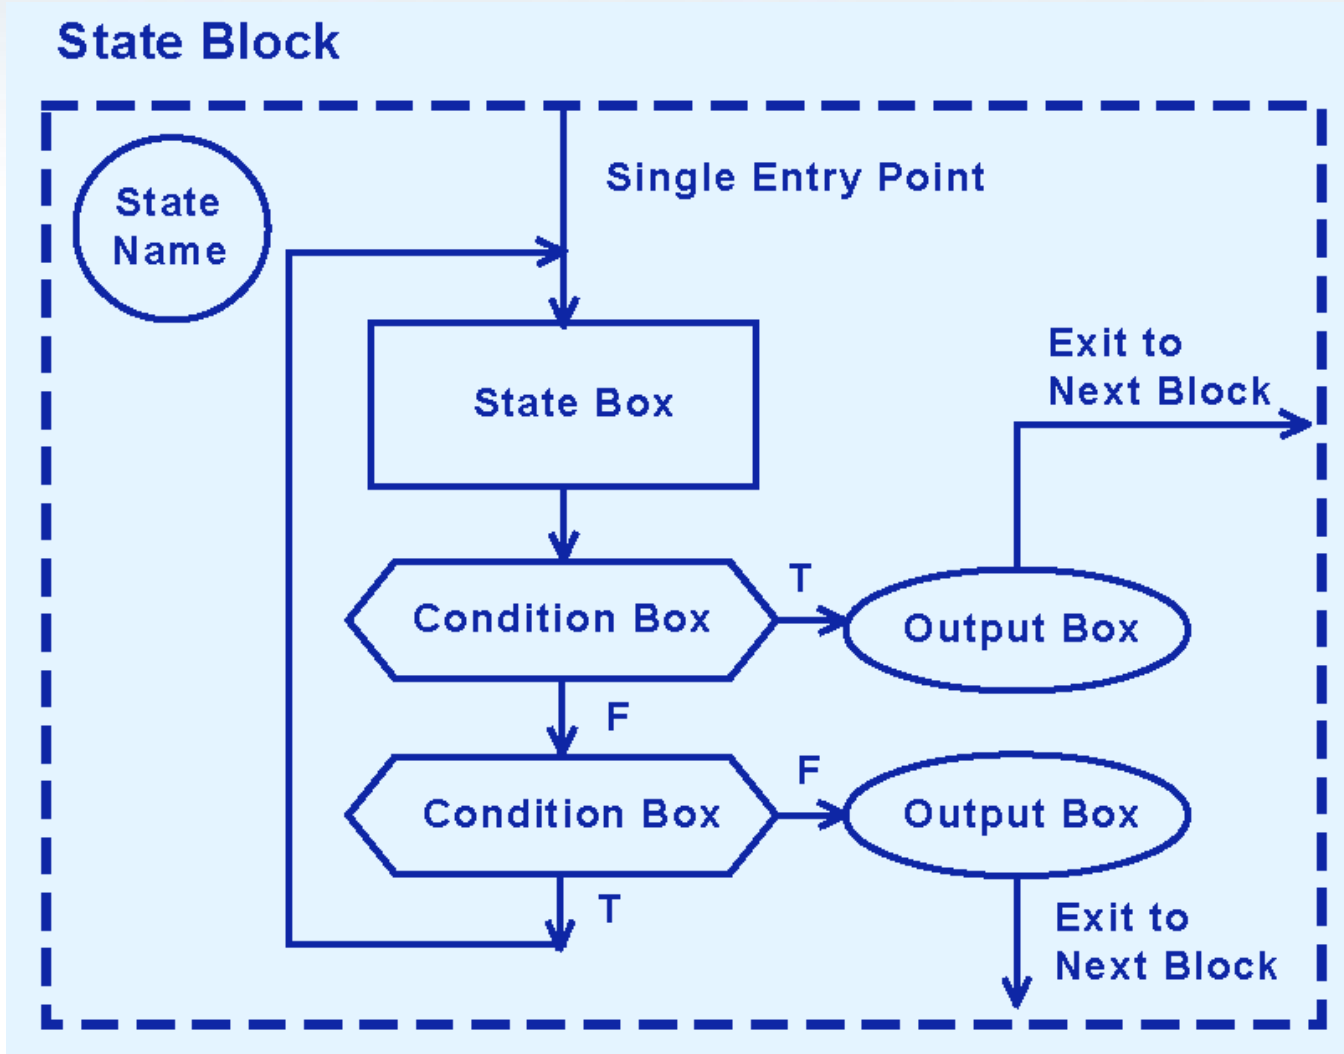 State Block
State
Name
Single Entry Point
State Box
Exit to
Next Block
Condition Box
T
Output Box
F
Condition Box
F
Output Box
T
Exit to
Next Block